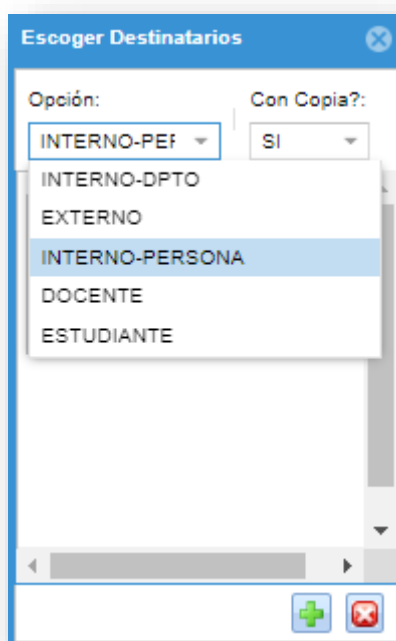 Escoger Destinatarios
Opción: Con Copia?:
INTERNO-PEF SI
INTERNO-DPTO
EXTERNO
INTERNO-PERSONA
DOCENTE
ESTUDIANTE